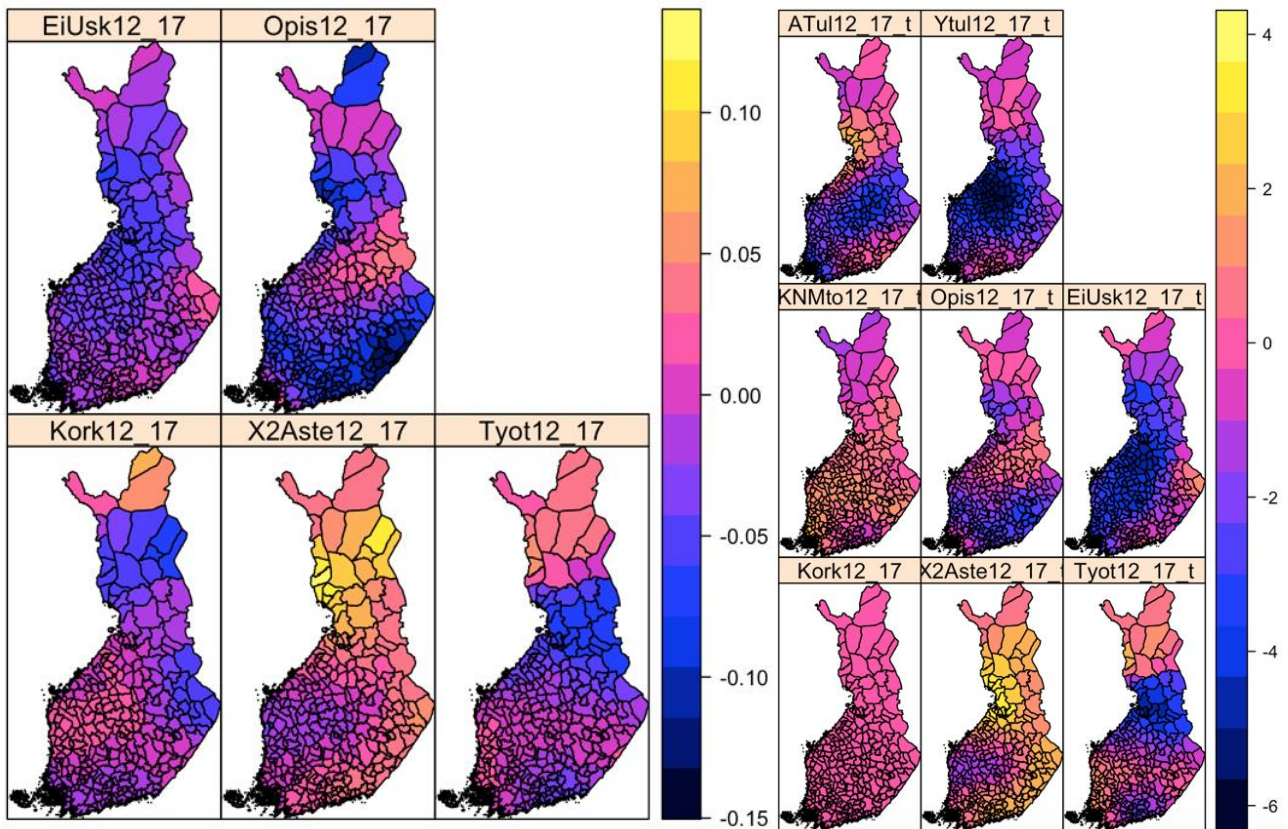 EiUsk12_17 Opis12_17
Kork12_17 X2Aste12_17 Tyot12_17
0.10
0.05
0.00
-0.05
-0.10
-0.15
ATul12_17_t Ytul12_17_t
KNMto12_17_t Opis12_17_t EiUsk12_17_t
Kork12_17 X2Aste12_17_t Tyot12_17_t
4
2
0
-2
-4
-6